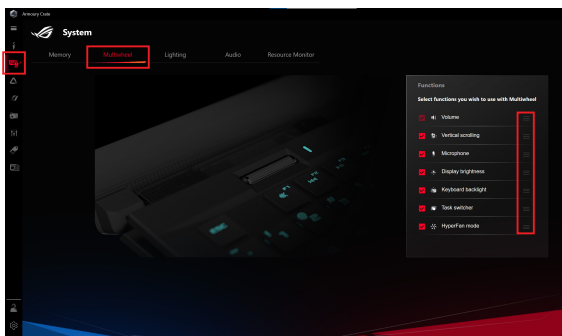 Armoury Crate
System
Memory
Multiwheel
Lighting
Audio
Resource Monitor
Functions
Select functions you wish to use with Multiwheel
Volume
Vertical scrolling
Microphone
Display brightness
Keyboard backlight
Task switcher
HyperFan mode